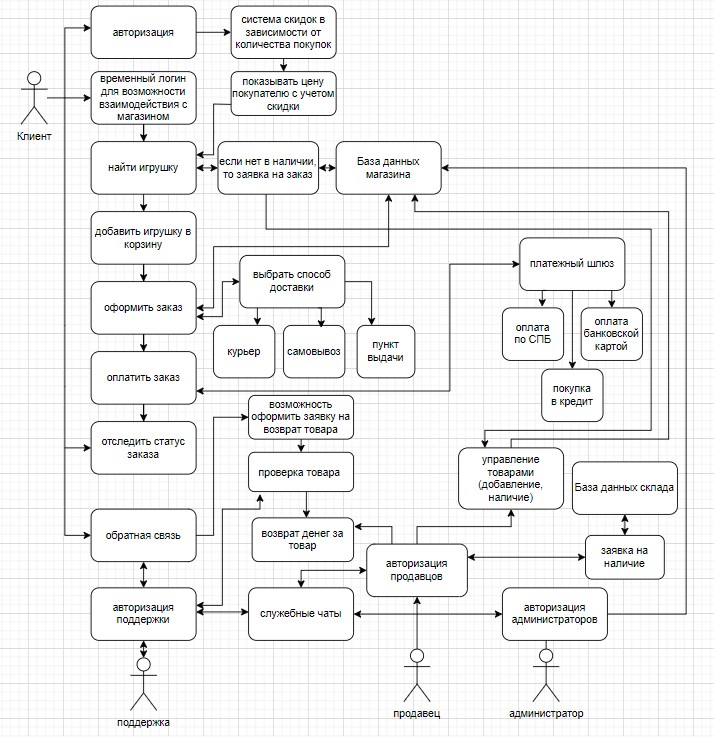 авторизация
система скидок в
зависимости от
количества покупок
временный логин
для возможности
взаимодействия с
магазином
показывать цену
покупателю с учетом
скидки
Клиент
найти игрушку
если нет в наличии,
то заявка на заказ
База данных
магазина
добавить игрушку в
корзину
выбрать способ
доставки
платежный шлюз
оформить заказ
курьер
самовывоз
пункт
выдачи
оплата
по СПБ
оплата
банковской
картой
оплатить заказ
покупка
в кредит
возможность
оформить заявку на
возврат товара
отследить статус
заказа
проверка товара
управление
товарами
(добавление,
наличие)
База данных склада
обратная связь
возврат денег за
товар
авторизация
продавцов
заявка на
наличие
авторизация
поддержки
служебные чаты
авторизация
администраторов
поддержка
продавец
администратор